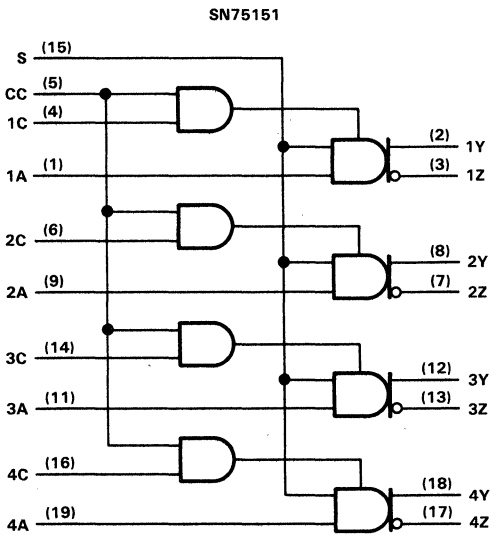 SN75151
S (15)
CC (5)
1C (4)
(2) 1Y
1A (1)
(3) 1Z
2C (6)
(8) 2Y
2A (9)
(7) 2Z
3C (14)
(12) 3Y
3A (11)
(13) 3Z
4C (16)
(18) 4Y
4A (19)
(17) 4Z